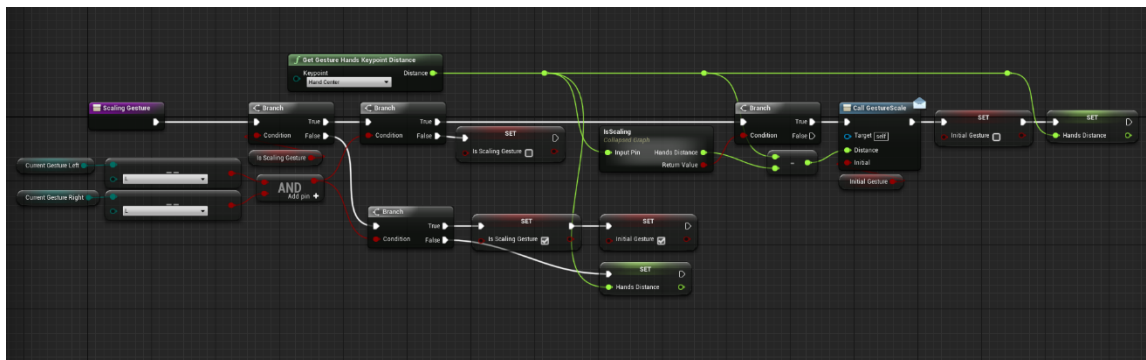 f Get Gesture Hands Keypoint Distance
Keypoint
Distance
Hand Center
Scaling Gesture
Branch
True
Condition
False
Branch
True
Condition
False
SET
Is Scaling Gesture
IsScaling
Collapsed Graph
Input Pin
Hands Distance
Return Value
Branch
True
Condition
False
-
Call GestureScale
Target self
Distance
Initial
SET
Initial Gesture
SET
Hands Distance
Is Scaling Gesture
Initial Gesture
Current Gesture Left
==
L
Current Gesture Right
==
L
AND
Add pin +
Branch
True
Condition
False
SET
Is Scaling Gesture
SET
Initial Gesture
SET
Hands Distance